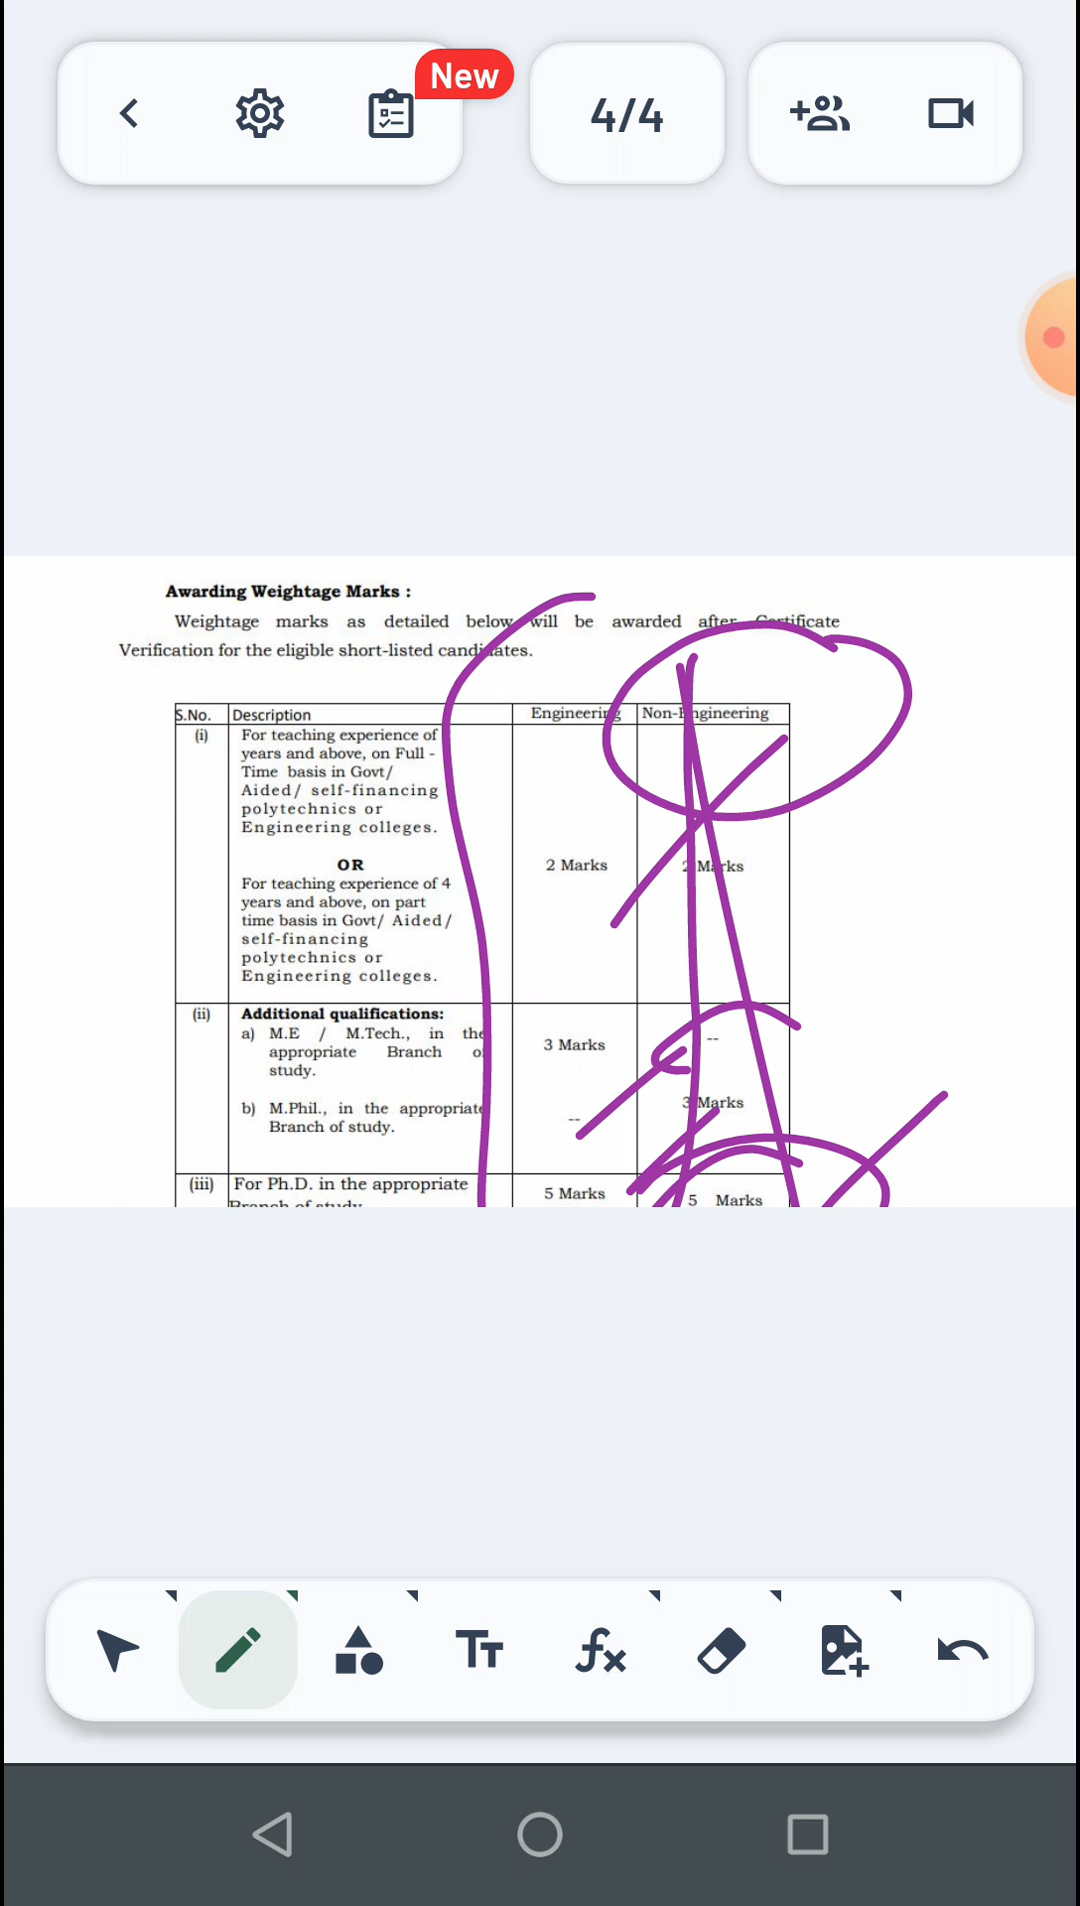 New
4/4
Awarding Weightage Marks :
Weightage marks as detailed below will be awarded after Certificate
Verification for the eligible short-listed candidates.
S.No. Description Engineering Non-Engineering
(i) For teaching experience of
years and above, on Full -
Time basis in Govt/
Aided/ self-financing
polytechnics or
Engineering colleges.
OR
2 Marks 2 Marks
For teaching experience of 4
years and above, on part
time basis in Govt/ Aided/
self-financing
polytechnics or
Engineering colleges.
(ii) Additional qualifications:
a) M.E / M.Tech., in the
appropriate Branch of
study.
3 Marks --
b) M.Phil., in the appropriate
Branch of study.
-- 3 Marks
(iii) For Ph.D. in the appropriate
Branch of study
5 Marks 5 Marks
TT
fx